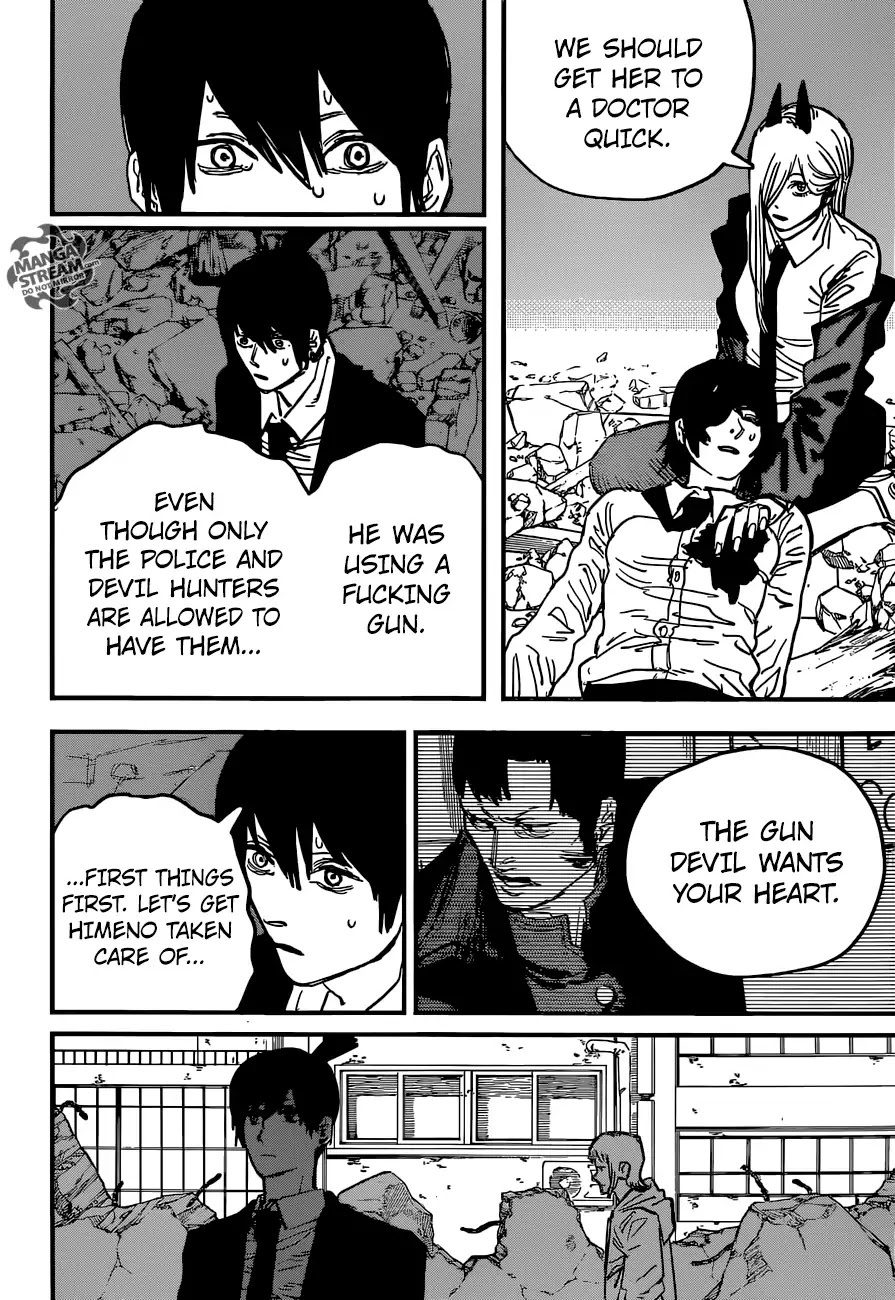 WE SHOULD
GET HER TO
A DOCTOR
QUICK.
MANGA
STREAM.com
DO NOT MIRROR
HE WAS
USING A
FUCKING
GUN.
EVEN
THOUGH ONLY
THE POLICE AND
DEVIL HUNTERS
ARE ALLOWED TO
HAVE THEM...
THE GUN
DEVIL WANTS
YOUR HEART.
...FIRST THINGS
FIRST. LET'S GET
HIMENO TAKEN
CARE OF...